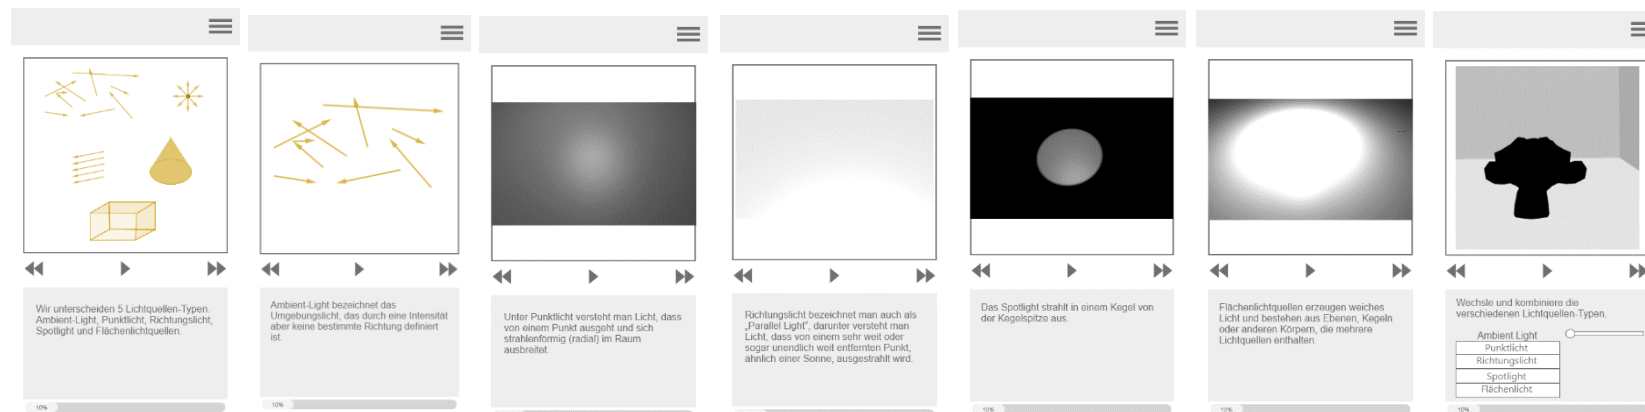 Wir unterscheiden 5 Lichtquellen-Typen.
Ambient-Light, Punktlicht, Richtungslicht,
Spotlight und Flächenlichtquellen.
10%
Ambient-Light bezeichnet das
Umgebungslicht, das durch eine Intensität
aber keine bestimmte Richtung definiert
ist.
10%
Unter Punktlicht versteht man Licht, dass
von einem Punkt ausgeht und sich
strahlenförmig (radial) im Raum
ausbreitet.
Richtungslicht bezeichnet man auch als
„Parallel Light", darunter versteht man
Licht, dass von einem sehr weit oder
sogar unendlich weit entfernten Punkt,
ähnlich einer Sonne, ausgestrahlt wird.
Das Spotlight strahlt in einem Kegel von
der Kegelspitze aus.
10%
Flächenlichtquellen erzeugen weiches
Licht und bestehen aus Ebenen, Kegeln
oder anderen Körpern, die mehrere
Lichtquellen enthalten.
10%
Wechsle und kombiniere die
verschiedenen Lichtquellen-Typen.
Ambient Light
Punktlicht
Richtungslicht
Spotlight
Flächenlicht
10%